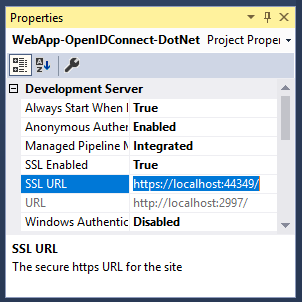 Properties
WebApp-OpenIDConnect-DotNet Project Proper
Development Server
Always Start When True
Anonymous Authen Enabled
Managed Pipeline M Integrated
SSL Enabled True
SSL URL https://localhost:44349/
URL http://localhost:2997/
Windows Authentic Disabled
SSL URL
The secure https URL for the site